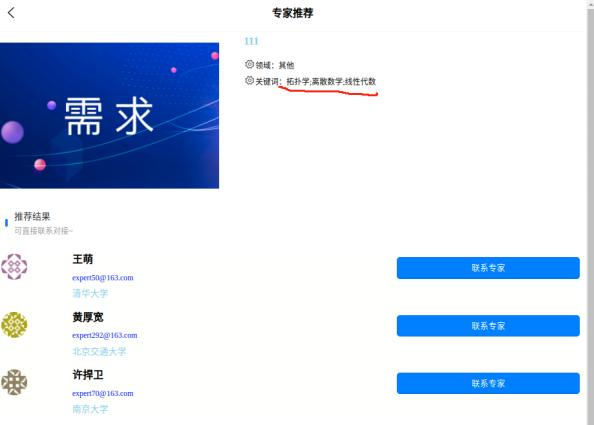 专家推荐
111
领域：其他
关键词：拓扑学;离散数学;线性代数
需求
推荐结果
可直接联系对接~
王萌
expert50@163.com
清华大学
联系专家
黄厚宽
expert292@163.com
北京交通大学
联系专家
许捍卫
expert70@163.com
南京大学
联系专家